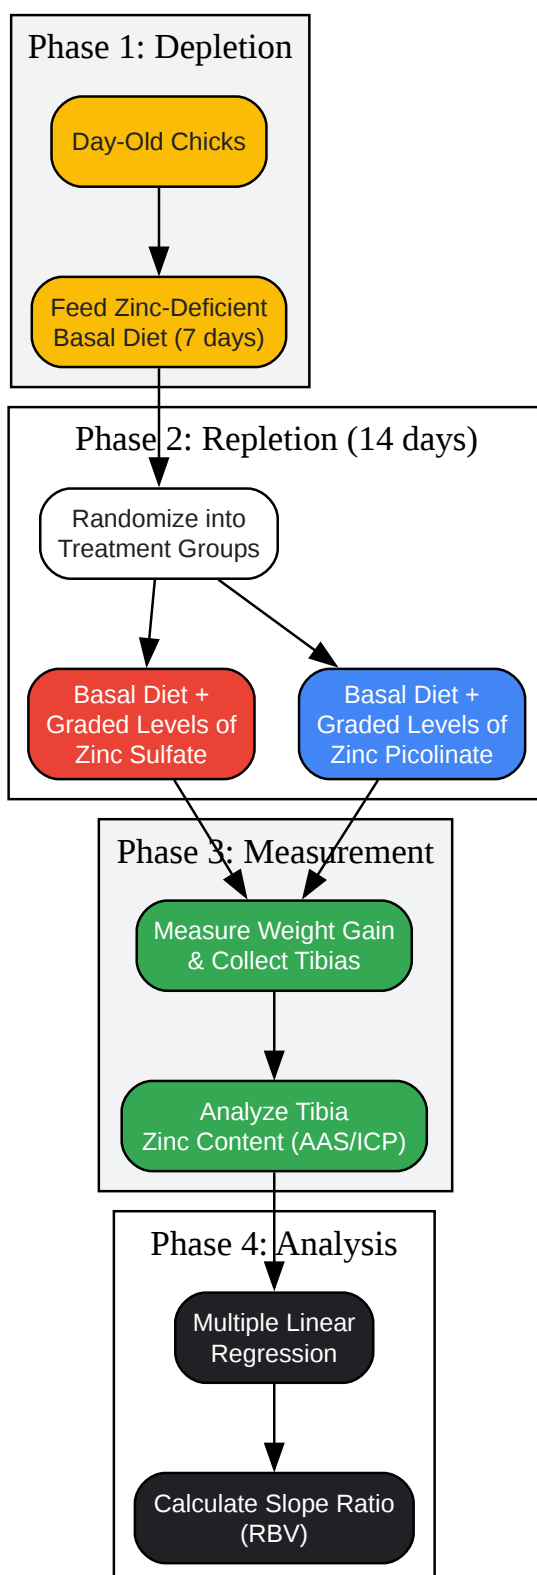 Phase 1: Depletion
Day-Old Chicks
Feed Zinc-Deficient
Basal Diet (7 days)
Phase 2: Repletion (14 days)
Randomize into
Treatment Groups
Basal Diet +
Graded Levels of
Zinc Sulfate
Basal Diet +
Graded Levels of
Zinc Picolinate
Phase 3: Measurement
Measure Weight Gain
& Collect Tibias
Analyze Tibia
Zinc Content (AAS/ICP)
Phase 4: Analysis
Multiple Linear
Regression
Calculate Slope Ratio
(RBV)